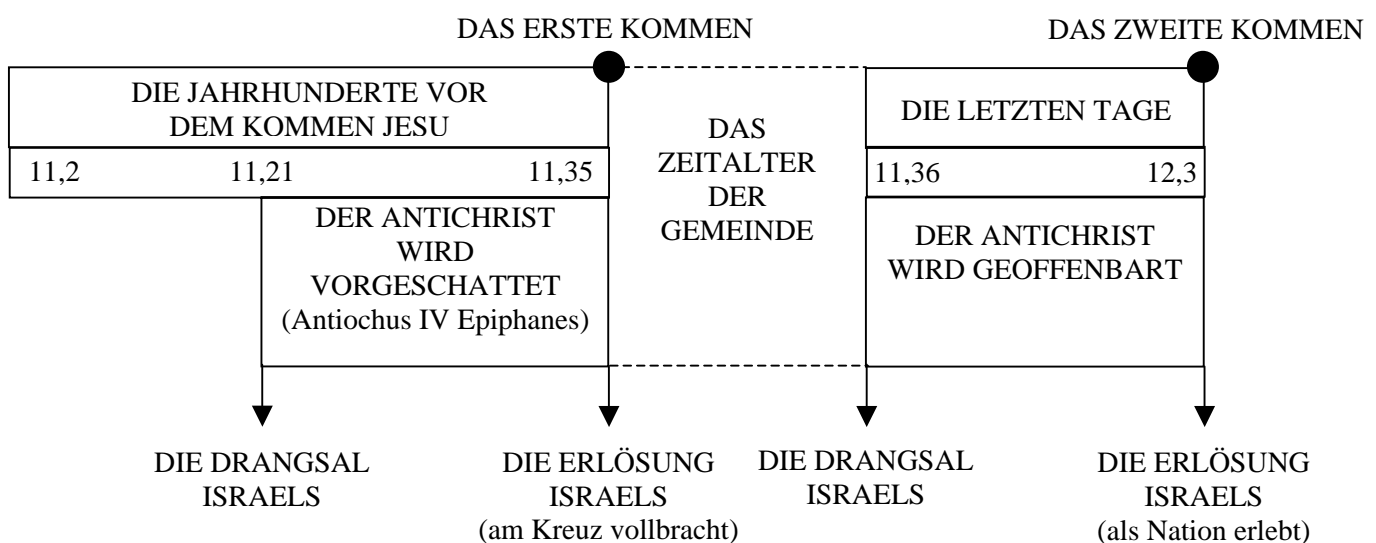 DAS ERSTE KOMMEN
DAS ZWEITE KOMMEN
DIE JAHRHUNDERTE VOR
DEM KOMMEN JESU
11,2
11,21
11,35
DER ANTICHRIST
WIRD
VORGESCHATTET
(Antiochus IV Epiphanes)
DAS
ZEITALTER
DER
GEMEINDE
DIE LETZTEN TAGE
11,36
12,3
DER ANTICHRIST
WIRD GEOFFENBART
DIE DRANGSAL
ISRAELS
DIE ERLÖSUNG
ISRAELS
(am Kreuz vollbracht)
DIE DRANGSAL
ISRAELS
DIE ERLÖSUNG
ISRAELS
(als Nation erlebt)